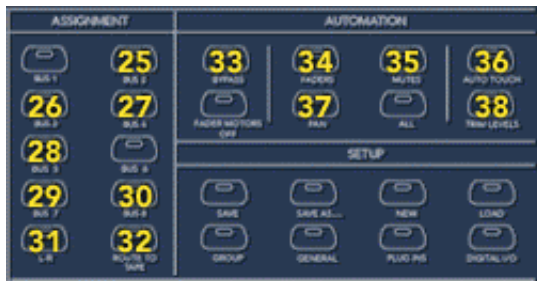 ASSIGNMENT
AUTOMATION
BUS 1
25
BUS 2
33
BYPASS
34
FADERS
35
MUTES
36
AUTO TOUCH
26
BUS 3
27
FADER MOTORS
OFF
37
PAN
ALL
38
TRIM LEVELS
28
BUS 5
BUS 6
SETUP
29
BUS 7
30
BUS 8
SAVE
SAVE AS....
NEW
LOAD
31
L-R
32
ROUTE TO
TAPE
GROUP
GENERAL
PLUG INS
DIGITAL I/O